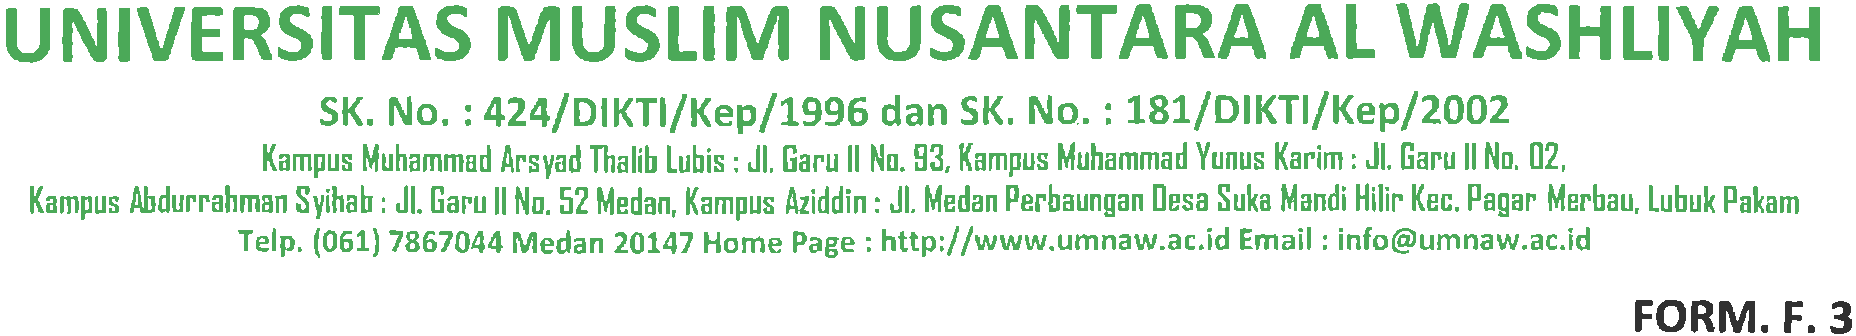 UNIVERSITAS MUSLIM NUSANTARA AL WASHLIYAH
SK. No. : 424/DIKTI/Kep/1996 dan SK. No. : 181/DIKTI/Kep/2002
Kampus Muhammad Arsyad Thalib Lubis : Jl. Garu II No. 93, Kampus Muhammad Yunus Karim : Jl. Garu II No. 02,
Kampus Abdurrahman Syihab : Jl. Garu II No. 52 Medan, Kampus Aziddin : Jl. Medan Perbaungan Desa Suka Mandi Hilir Kec. Pagar Merbau, Lubuk Pakam
Telp. (061) 7867044 Medan 20147 Home Page : http://www.umnaw.ac.id Email : info@umnaw.ac.id
FORM. F. 3